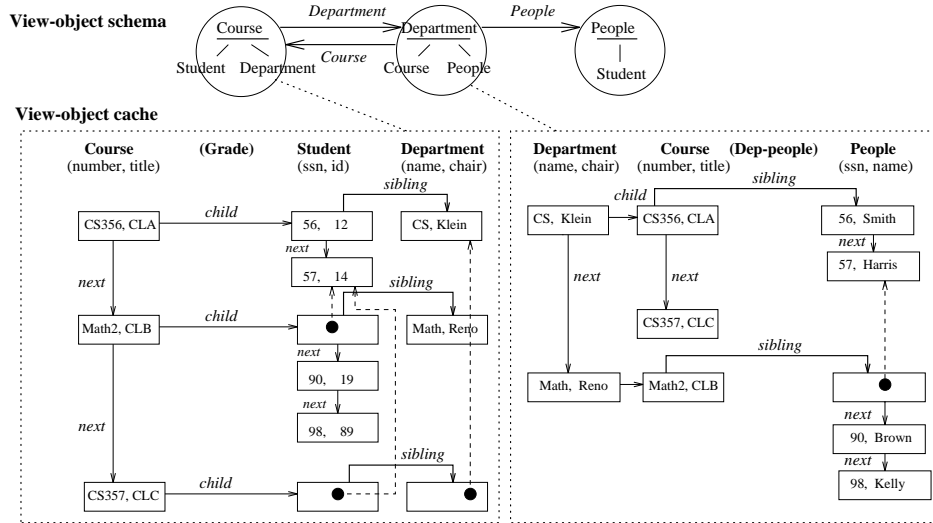 View-object schema
Department
People
Course
Department
People
Student Department
Course
Course People
Student
View-object cache
Course (Grade) Student Department
(number, title) (ssn, id) (name, chair)
sibling
CS356, CLA child 56, 12 CS, Klein
next
57, 14
next
sibling
Math2, CLB child Math, Reno
next
90, 19
next
98, 89
next
sibling
CS357, CLC child
Department Course (Dep-people) People
(name, chair) (number, title) (ssn, name)
sibling
child
CS, Klein CS356, CLA 56, Smith
next
57, Harris
next next
CS357, CLC
sibling
Math, Reno Math2, CLB
next
90, Brown
next
98, Kelly